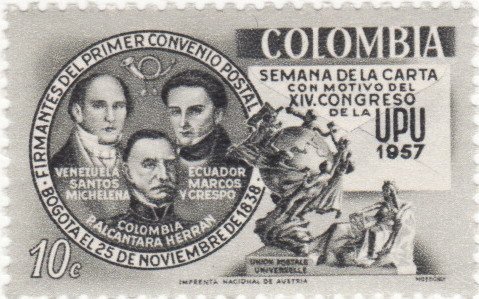 COLOMBIA
SEMANA DE LA CARTA
CON MOTIVO DEL
XIV. CONGRESO
DE LA UPU
1957
FIRMANTES DEL PRIMER CONVENIO POSTAL
BOGOTA EL 25 DE NOVIEMBRE DE 1838
VENEZUELA
SANTOS
MICHELENA
ECUADOR
MARCOS
Y CRESPO
COLOMBIA
P.ALCANTARA HERRAN
10c
UNION POSTALE
UNIVERSELLE
IMPRENTA NACIONAL DE AUSTRIA